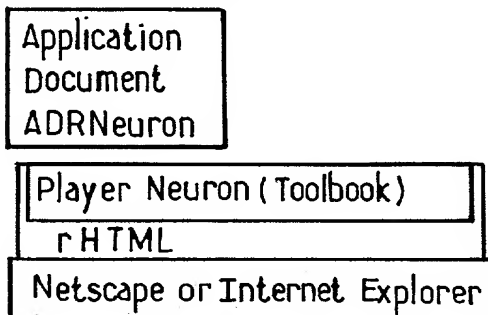 Application
Document
ADRNeuron
Player Neuron (Toolbook)
rHTML
Netscape or Internet Explorer